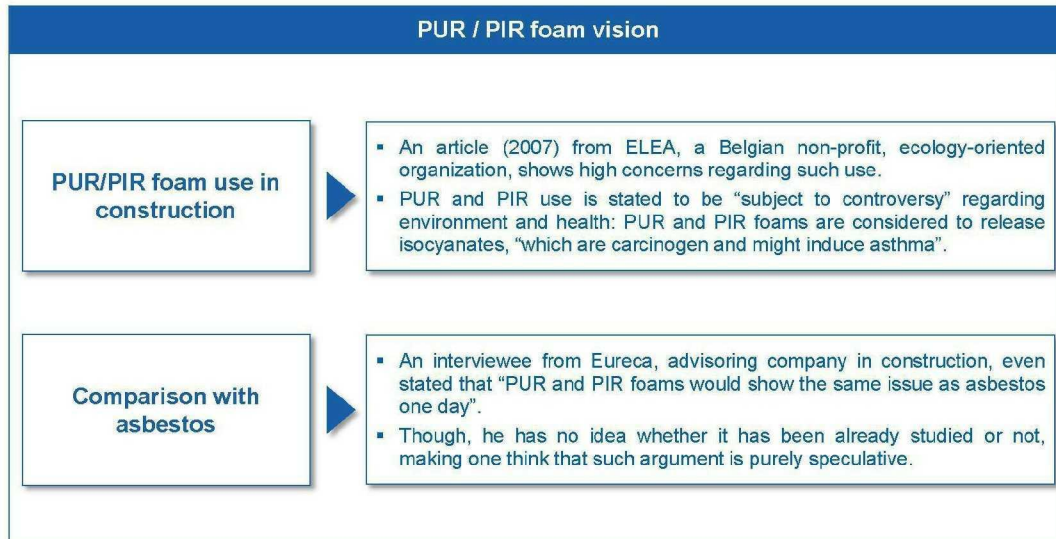 PUR / PIR foam vision
PUR/PIR foam use in
construction
▪ An article (2007) from ELEA, a Belgian non-profit, ecology-oriented
organization, shows high concerns regarding such use.
▪ PUR and PIR use is stated to be “subject to controversy” regarding
environment and health: PUR and PIR foams are considered to release
isocyanates, “which are carcinogen and might induce asthma”.
Comparison with
asbestos
▪ An interviewee from Eureca, advisoring company in construction, even
stated that “PUR and PIR foams would show the same issue as asbestos
one day”.
▪ Though, he has no idea whether it has been already studied or not,
making one think that such argument is purely speculative.